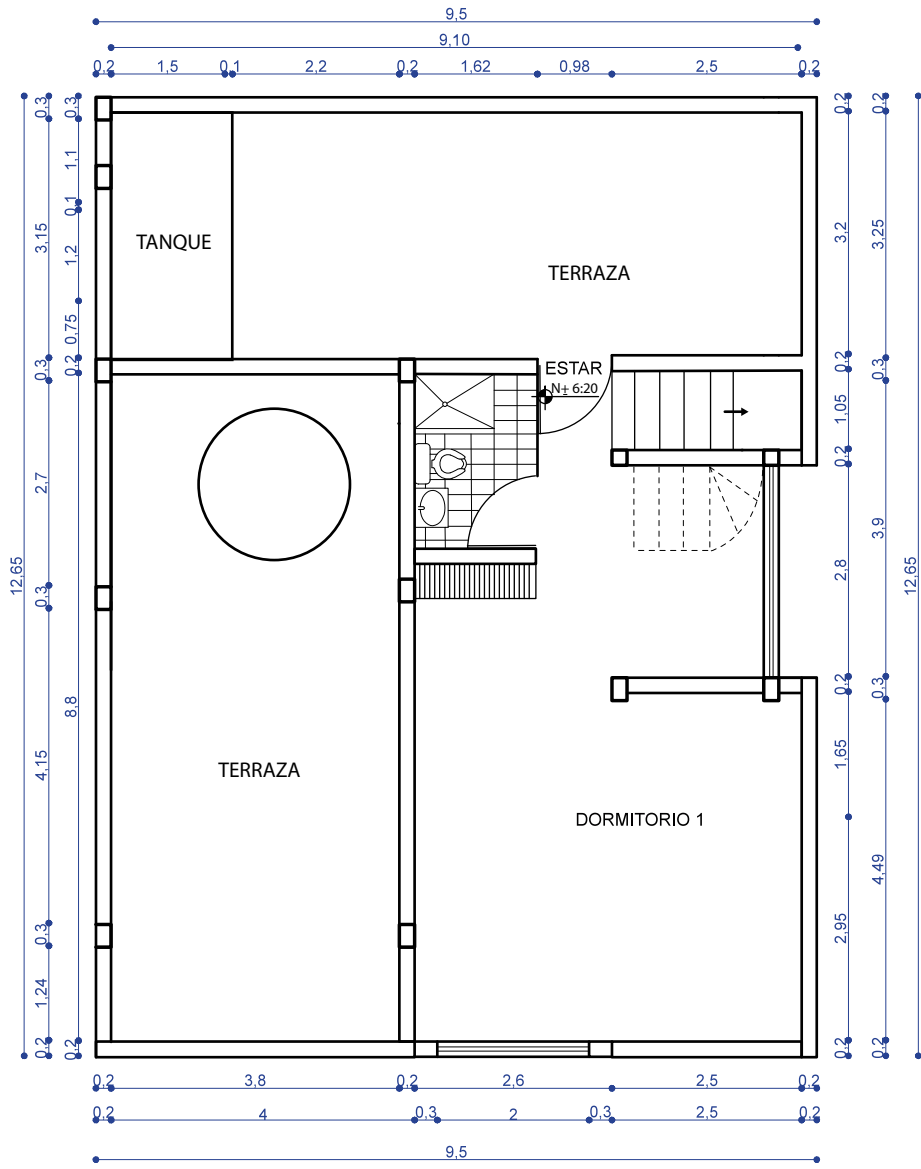 9,5
9,10
0,2 1,5 0,1 2,2 0,2 1,62 0,98 2,5 0,2
0,3 0,3 0,2 0,2
1,1
0,1
3,15
1,2
0,75
3,2
3,25
TANQUE
TERRAZA
0,3 0,2 0,2 0,3
ESTAR
N± 6:20
1,05
0,2
2,7
3,9
12,65
0,3
8,8
2,8
12,65
0,2 0,3
4,15
1,65
TERRAZA
DORMITORIO 1
4,49
0,3
2,95
1,24
0,2 0,2 0,2 0,2
0,2 3,8 0,2 2,6 2,5 0,2
0,2 4 0,3 2 0,3 2,5 0,2
9,5